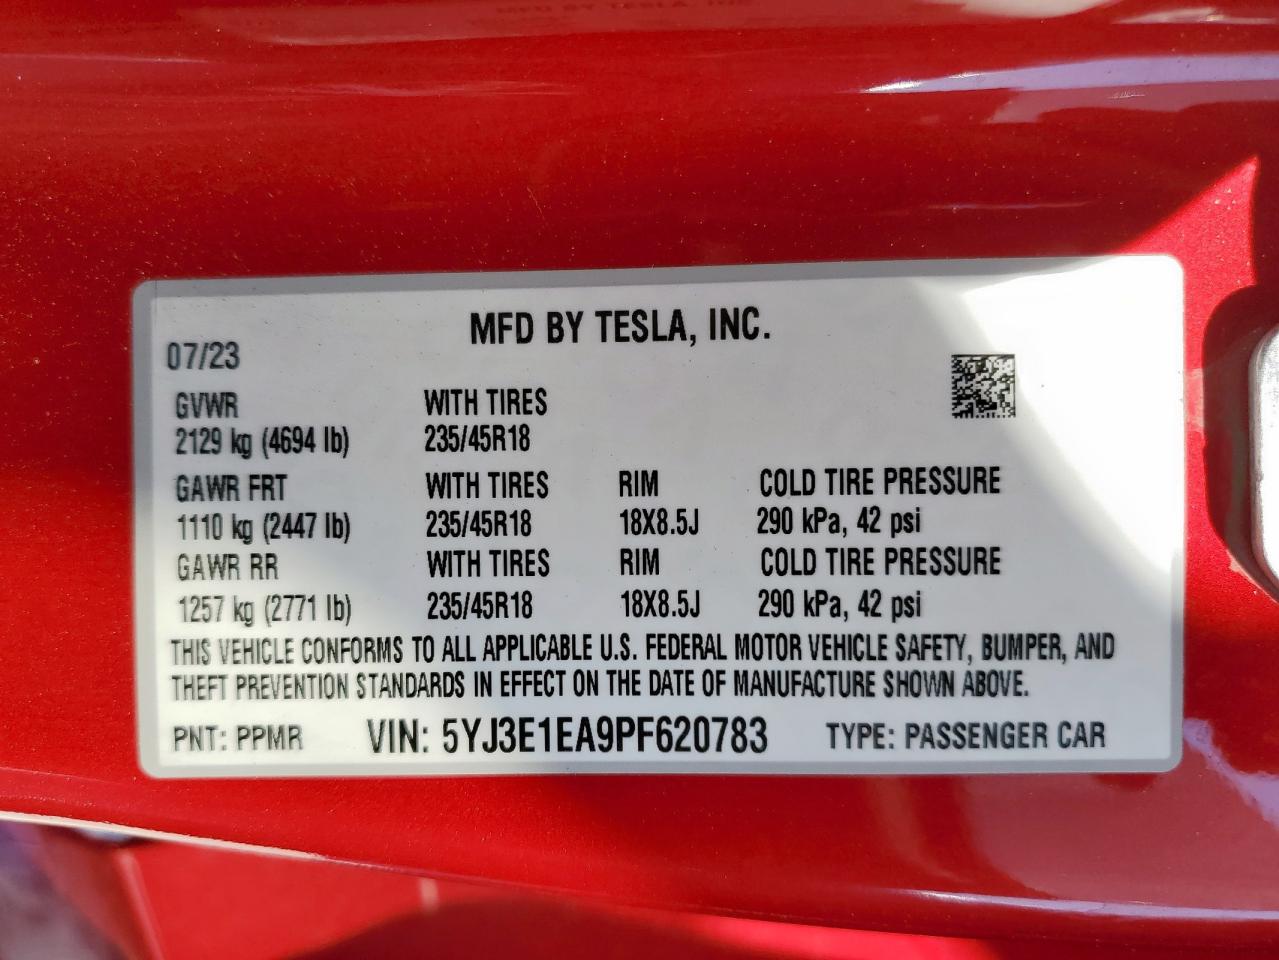 MFD BY TESLA, INC.
07/23
GVWR WITH TIRES
2129 kg (4694 lb) 235/45R18
GAWR FRT WITH TIRES RIM COLD TIRE PRESSURE
1110 kg (2447 lb) 235/45R18 18X8.5J 290 kPa, 42 psi
GAWR RR WITH TIRES RIM COLD TIRE PRESSURE
1257 kg (2771 lb) 235/45R18 18X8.5J 290 kPa, 42 psi
THIS VEHICLE CONFORMS TO ALL APPLICABLE U.S. FEDERAL MOTOR VEHICLE SAFETY, BUMPER, AND
THEFT PREVENTION STANDARDS IN EFFECT ON THE DATE OF MANUFACTURE SHOWN ABOVE.
PNT: PPMR VIN: 5YJ3E1EA9PF620783 TYPE: PASSENGER CAR